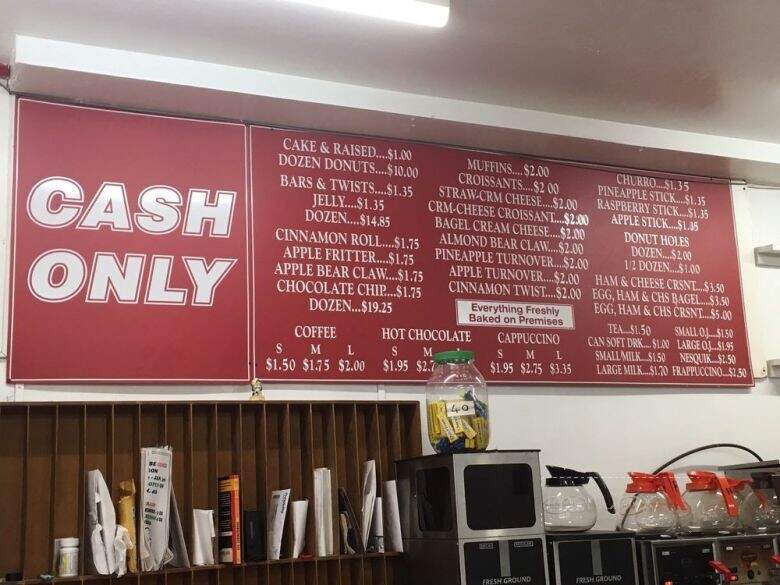 CASH
ONLY
CAKE & RAISED....$1.00
DOZEN DONUTS....$10.00
BARS & TWISTS....$1.35
JELLY....$1.35
DOZEN....$14.85
CINNAMON ROLL....$1.75
APPLE FRITTER....$1.75
APPLE BEAR CLAW....$1.75
CHOCOLATE CHIP....$1.75
DOZEN...$19.25
MUFFINS....$2.00
CROISSANTS....$2 00
STRAW-CRM CHEESE....$2.00
CRM-CHEESE CROISSANT....$2.00
BAGEL CREAM CHEESE....$2.00
ALMOND BEAR CLAW....$2.00
PINEAPPLE TURNOVER....$2.00
APPLE TURNOVER....$2.00
CINNAMON TWIST....$2.00
Everything Freshly
Baked on Premises
CHURRO....$1.35
PINEAPPLE STICK....$1.35
RASPBERRY STICK....$1.35
APPLE STICK....$1.35
DONUT HOLES
DOZEN....$2.00
1/2 DOZEN....$1.00
HAM & CHEESE CRSNT....$3.50
EGG, HAM & CHS BAGEL....$3.50
EGG, HAM & CHS CRSNT....$5.00
COFFEE
S M L
$1.50 $1.75 $2.00
HOT CHOCOLATE
S M
$1.95 $2.7
CAPPUCCINO
S M L
$1.95 $2.75 $3.35
TEA....$1.50 SMALL O.J....$1.50
CAN SOFT DRK.... $1.00 LARGE O.J....$1.95
SMALL MILK....$1.50 NESQUIK....$2.50
LARGE MILK....$1.70 FRAPPUCCINO....$2.50
40
FRESH GROUND
FRESH GROUND